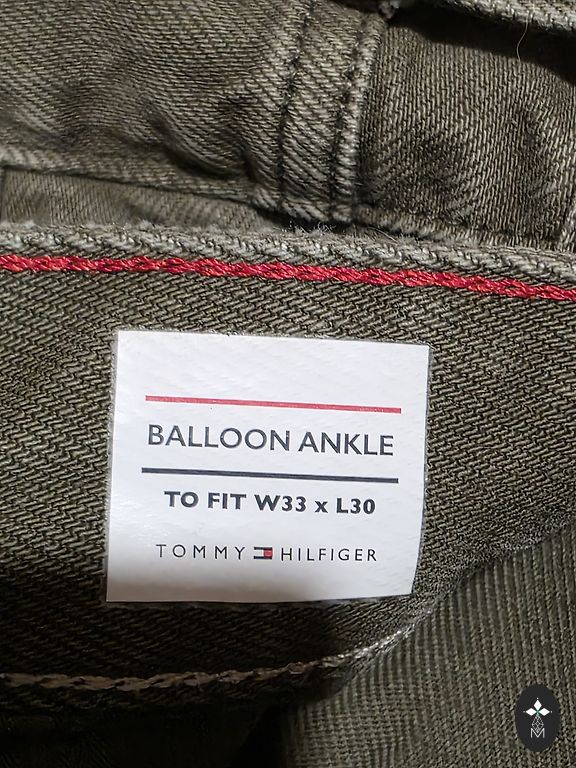 BALLOON ANKLE
TO FIT W33 x L30
TOMMY HILFIGER
M